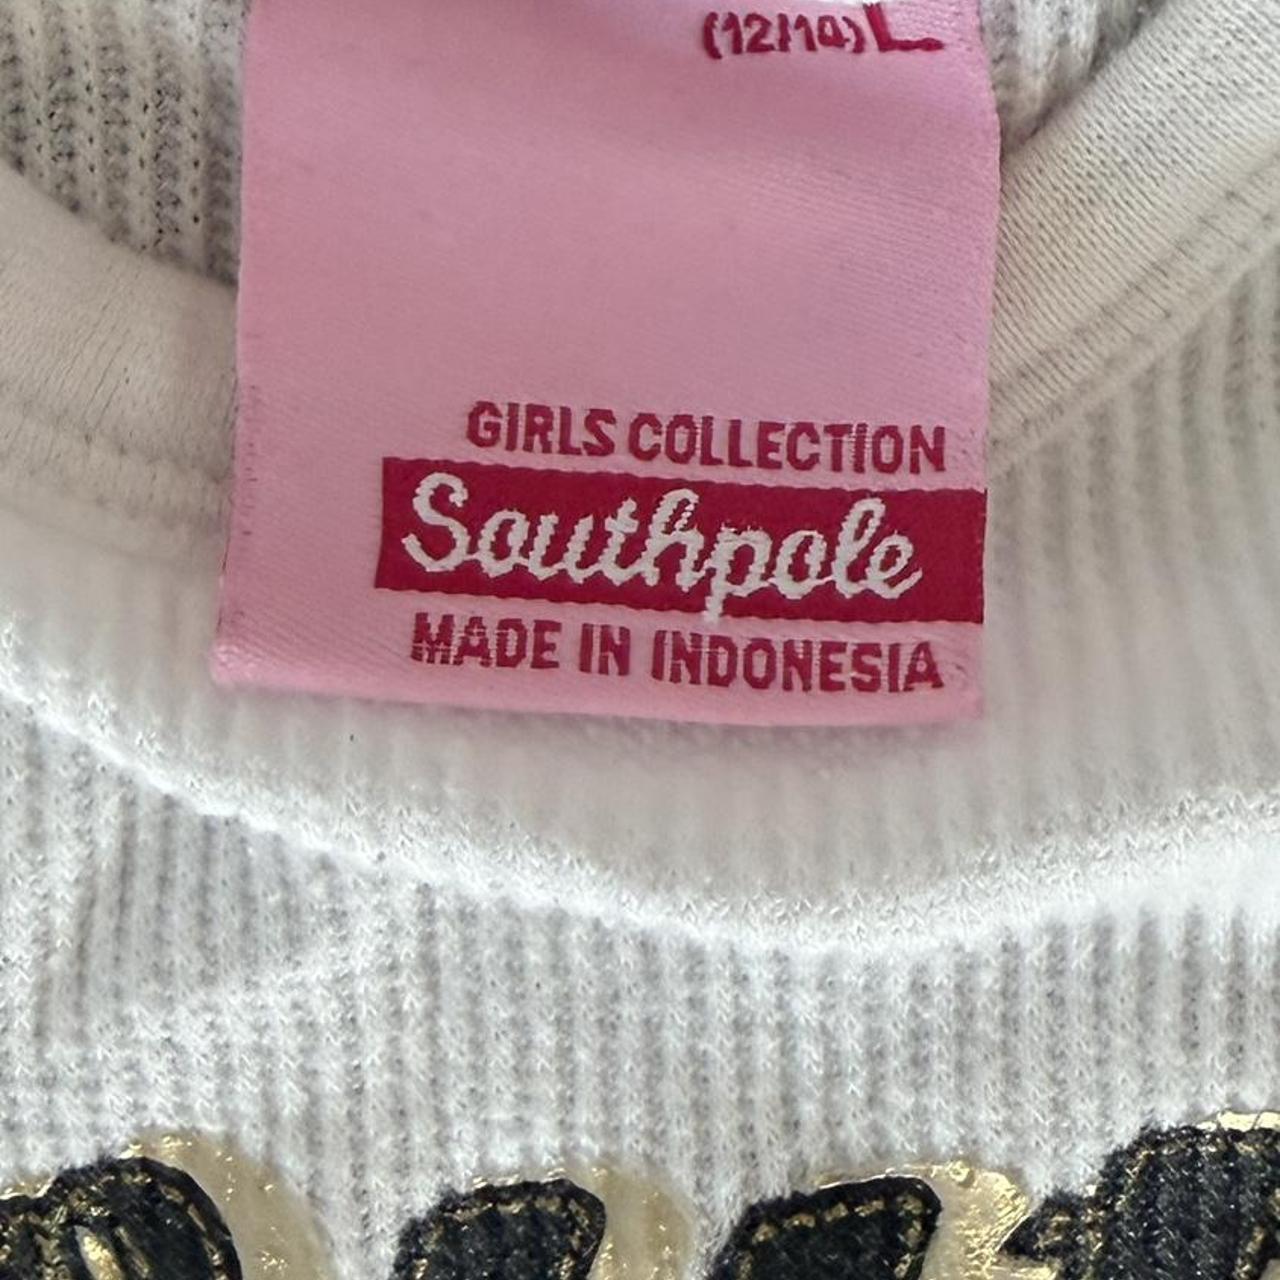 (12/14) L
GIRLS COLLECTION
Southpole
MADE IN INDONESIA